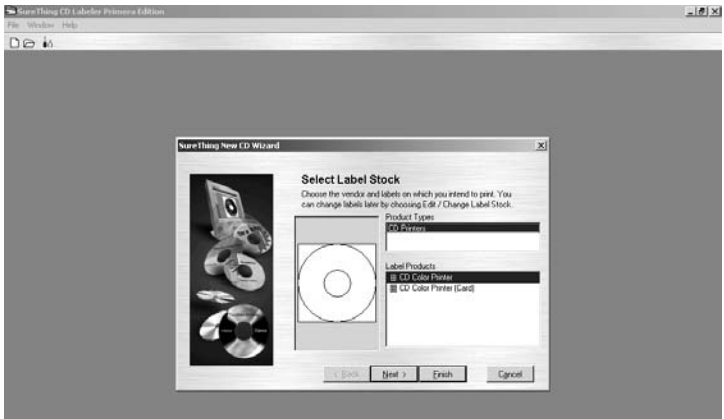 SureThing CD Labeler Primera Edition
File Window Help
SureThing New CD Wizard
Select Label Stock
Choose the vendor and labels on which you intend to print. You
can change labels later by choosing Edit / Change Label Stock.
Product Types
CD Printers
Label Products
CD Color Printer
CD Color Printer (Card)
< Back
Next >
Finish
Cancel